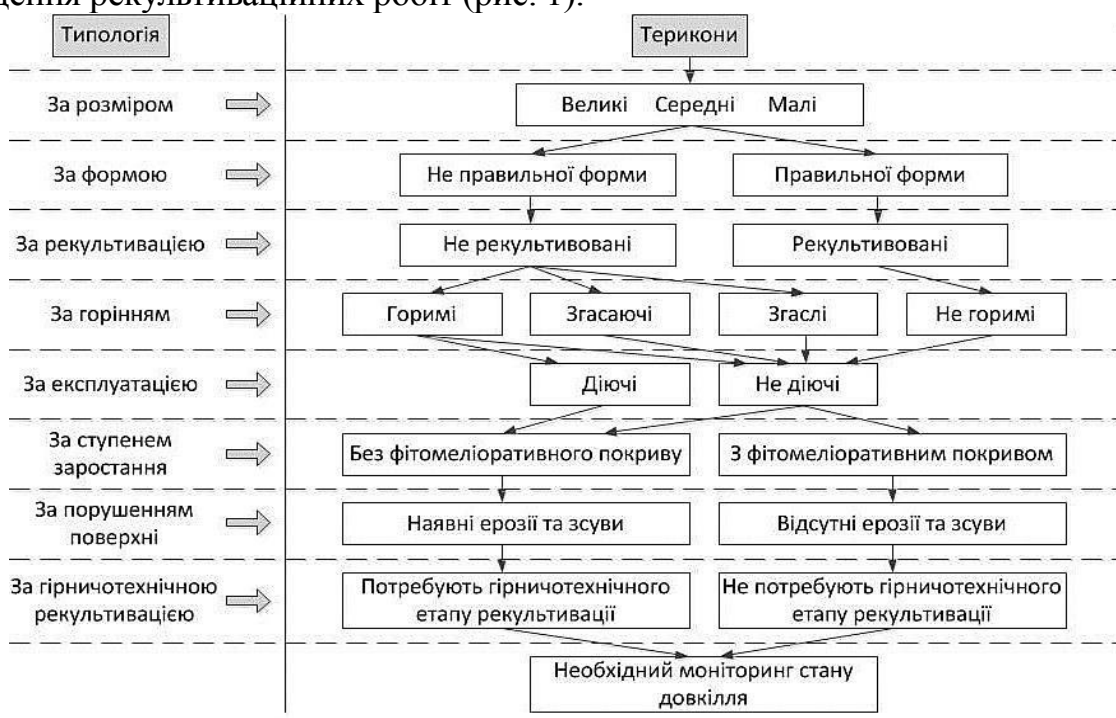 дення рекультиваційних робіт (рис. 1).
Типологія
Терикони
За розміром
Великі Середні Малі
За формою
Не правильної форми
Правильної форми
За рекультивацією
Не рекультивовані
Рекультивовані
За горінням
Горимі
Згасаючі
Згаслі
Не горимі
За експлуатацією
Діючі
Не діючі
За ступенем
заростання
Без фітомеліоративного покриву
З фітомеліоративним покривом
За порушенням
поверхні
Наявні ерозії та зсуви
Відсутні ерозії та зсуви
За гірничотехнічною
рекультивацією
Потребують гірничотехнічного
етапу рекультивації
Не потребують гірничотехнічного
етапу рекультивації
Необхідний моніторинг стану
довкілля